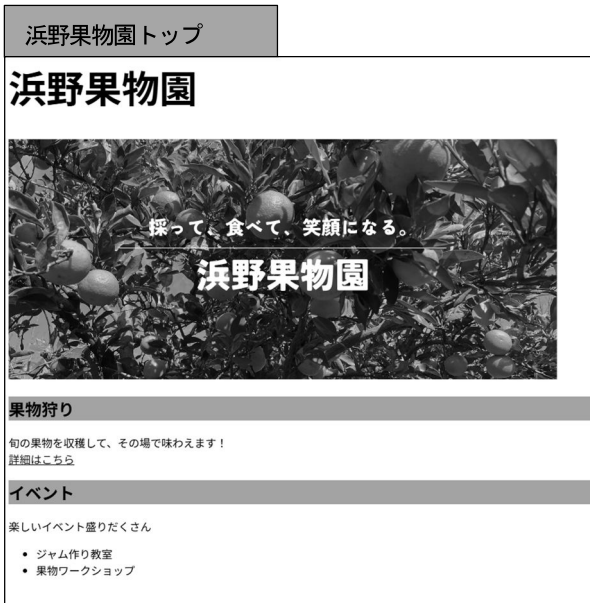 浜野果物園トップ
浜野果物園
採って、食べて、笑顔になる。
浜野果物園
果物狩り
旬の果物を収穫して、その場で味わえます！
詳細はこちら
イベント
楽しいイベント盛りだくさん
• ジャム作り教室
• 果物ワークショップ